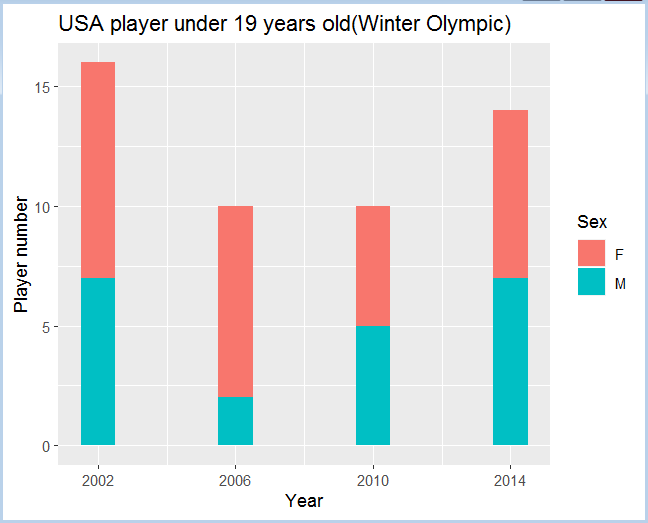 USA player under 19 years old(Winter Olympic)
Player number
15
10
5
0
2002 2006 2010 2014
Year
Sex
F
M